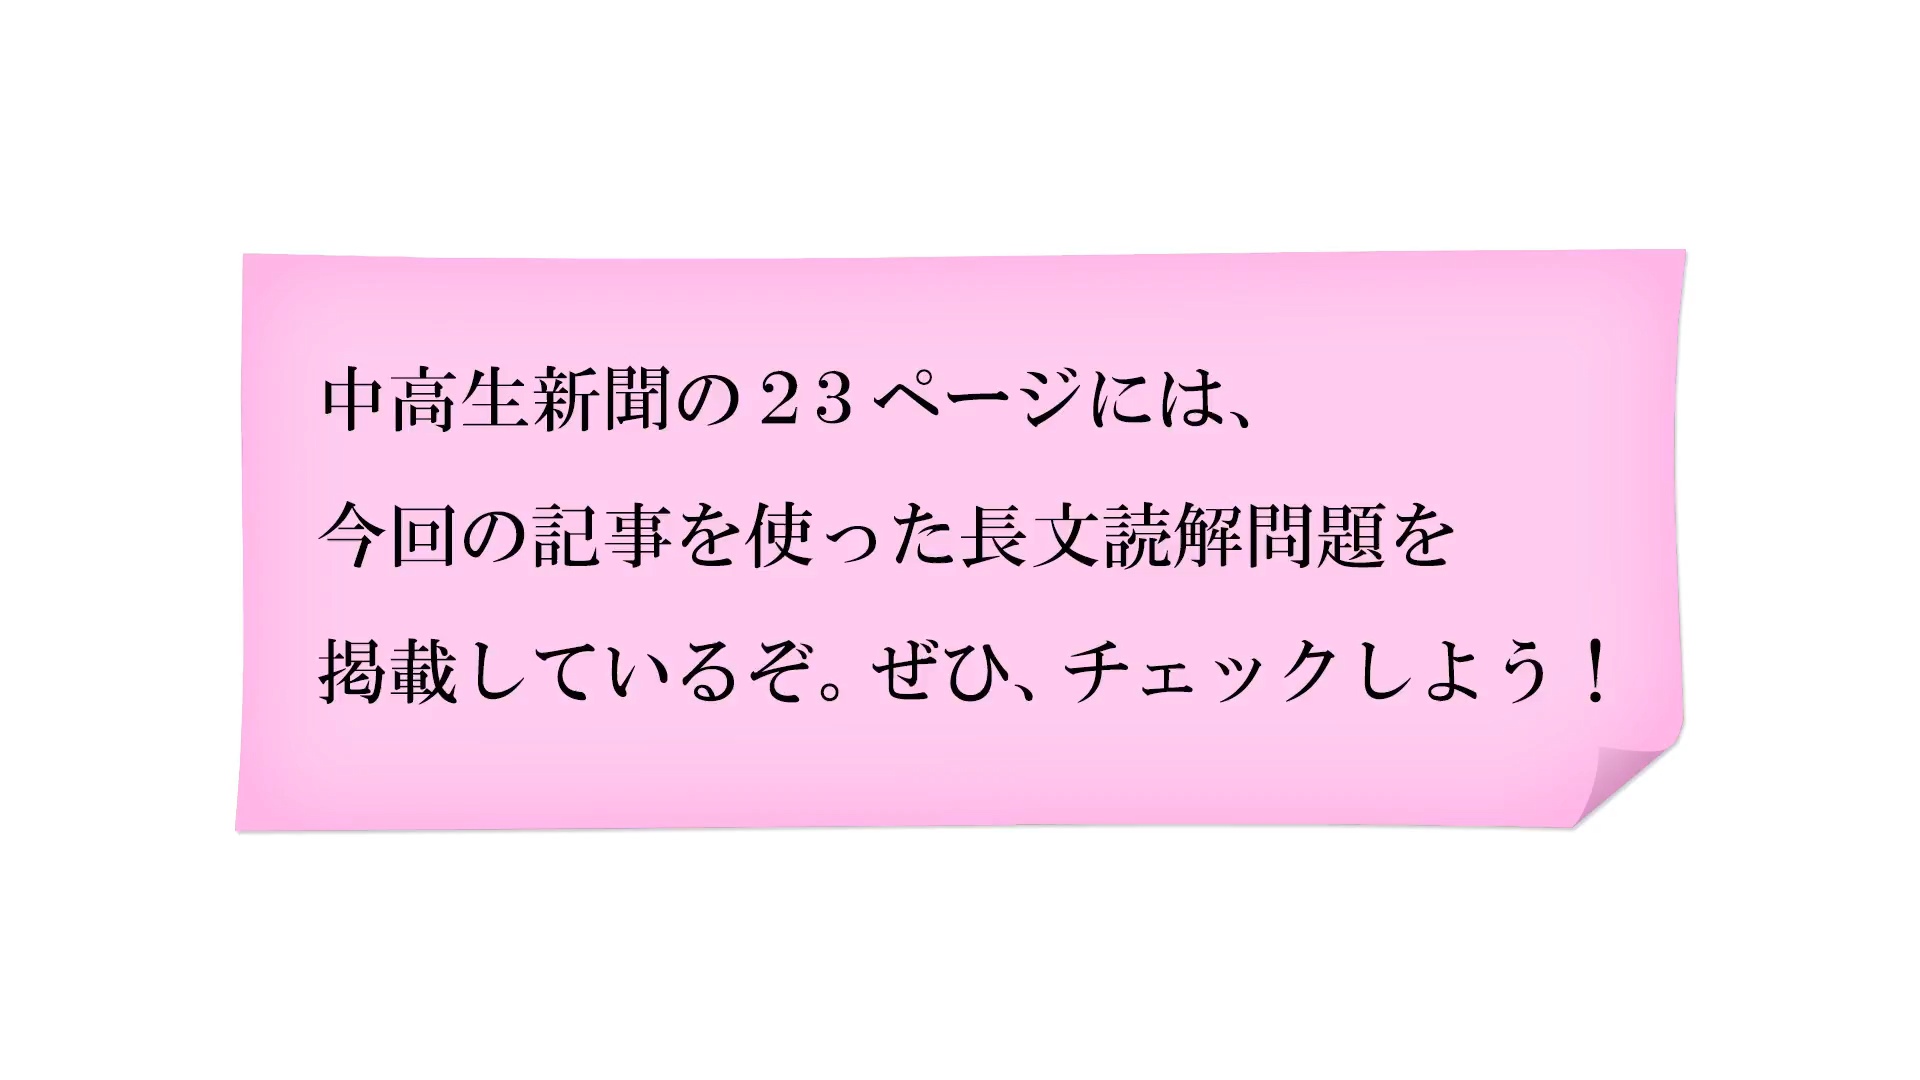 中高生新聞の２３ページには、
今回の記事を使った長文読解問題を
掲載しているぞ。ぜひ、チェックしよう！